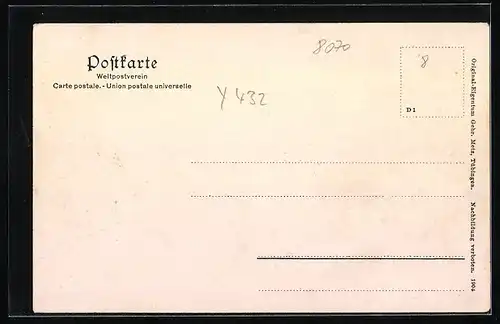 Postkarte
Weltpostverein
Carte postale. - Union postale universelle
8070
Y 432
8
D 1
Original-Eigentum Gebr. Metz, Tübingen. Nachbildung verboten. 1904